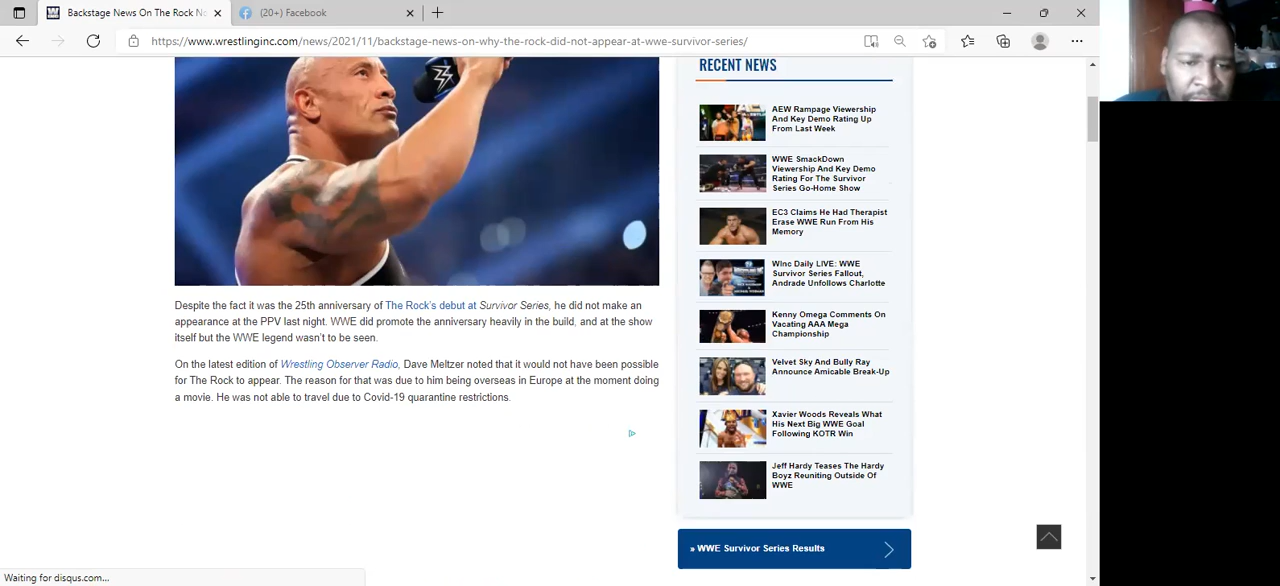 Backstage News On The Rock No
(20+) Facebook
https://www.wrestlinginc.com/news/2021/11/backstage-news-on-why-the-rock-did-not-appear-at-wwe-survivor-series/
Despite the fact it was the 25th anniversary of The Rock's debut at Survivor Series, he did not make an
appearance at the PPV last night. WWE did promote the anniversary heavily in the build, and at the show
itself but the WWE legend wasn't to be seen.
On the latest edition of Wrestling Observer Radio, Dave Meltzer noted that it would not have been possible
for The Rock to appear. The reason for that was due to him being overseas in Europe at the moment doing
a movie. He was not able to travel due to Covid-19 quarantine restrictions.
RECENT NEWS
AEW Rampage Viewership
And Key Demo Rating Up
From Last Week
WWE SmackDown
Viewership And Key Demo
Rating For The Survivor
Series Go-Home Show
EC3 Claims He Had Therapist
Erase WWE Run From His
Memory
WInc Daily LIVE: WWE
Survivor Series Fallout,
Andrade Unfollows Charlotte
Kenny Omega Comments On
Vacating AAA Mega
Championship
Velvet Sky And Bully Ray
Announce Amicable Break-Up
Xavier Woods Reveals What
His Next Big WWE Goal
Following KOTR Win
Jeff Hardy Teases The Hardy
Boyz Reuniting Outside Of
WWE
» WWE Survivor Series Results
Waiting for disqus.com...